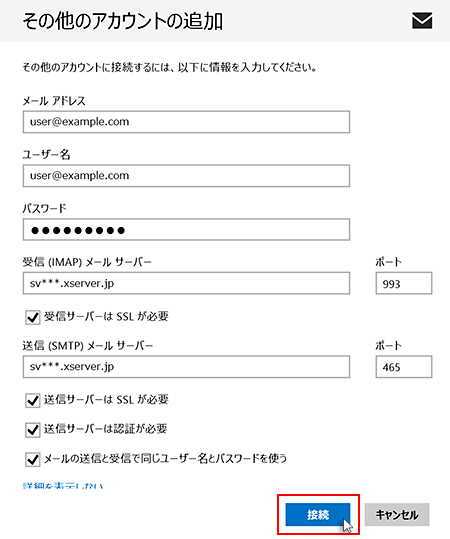 その他のアカウントの追加
その他のアカウントに接続するには、以下に情報を入力してください。
メール アドレス
user@example.com
ユーザー名
user@example.com
パスワード
●●●●●●●●●
受信 (IMAP) メール サーバー ポート
sv***.xserver.jp 993
受信サーバーは SSL が必要
送信 (SMTP) メール サーバー ポート
sv***.xserver.jp 465
送信サーバーは SSL が必要
送信サーバーは認証が必要
メールの送信と受信で同じユーザー名とパスワードを使う
詳細を表示しない
接続 キャンセル